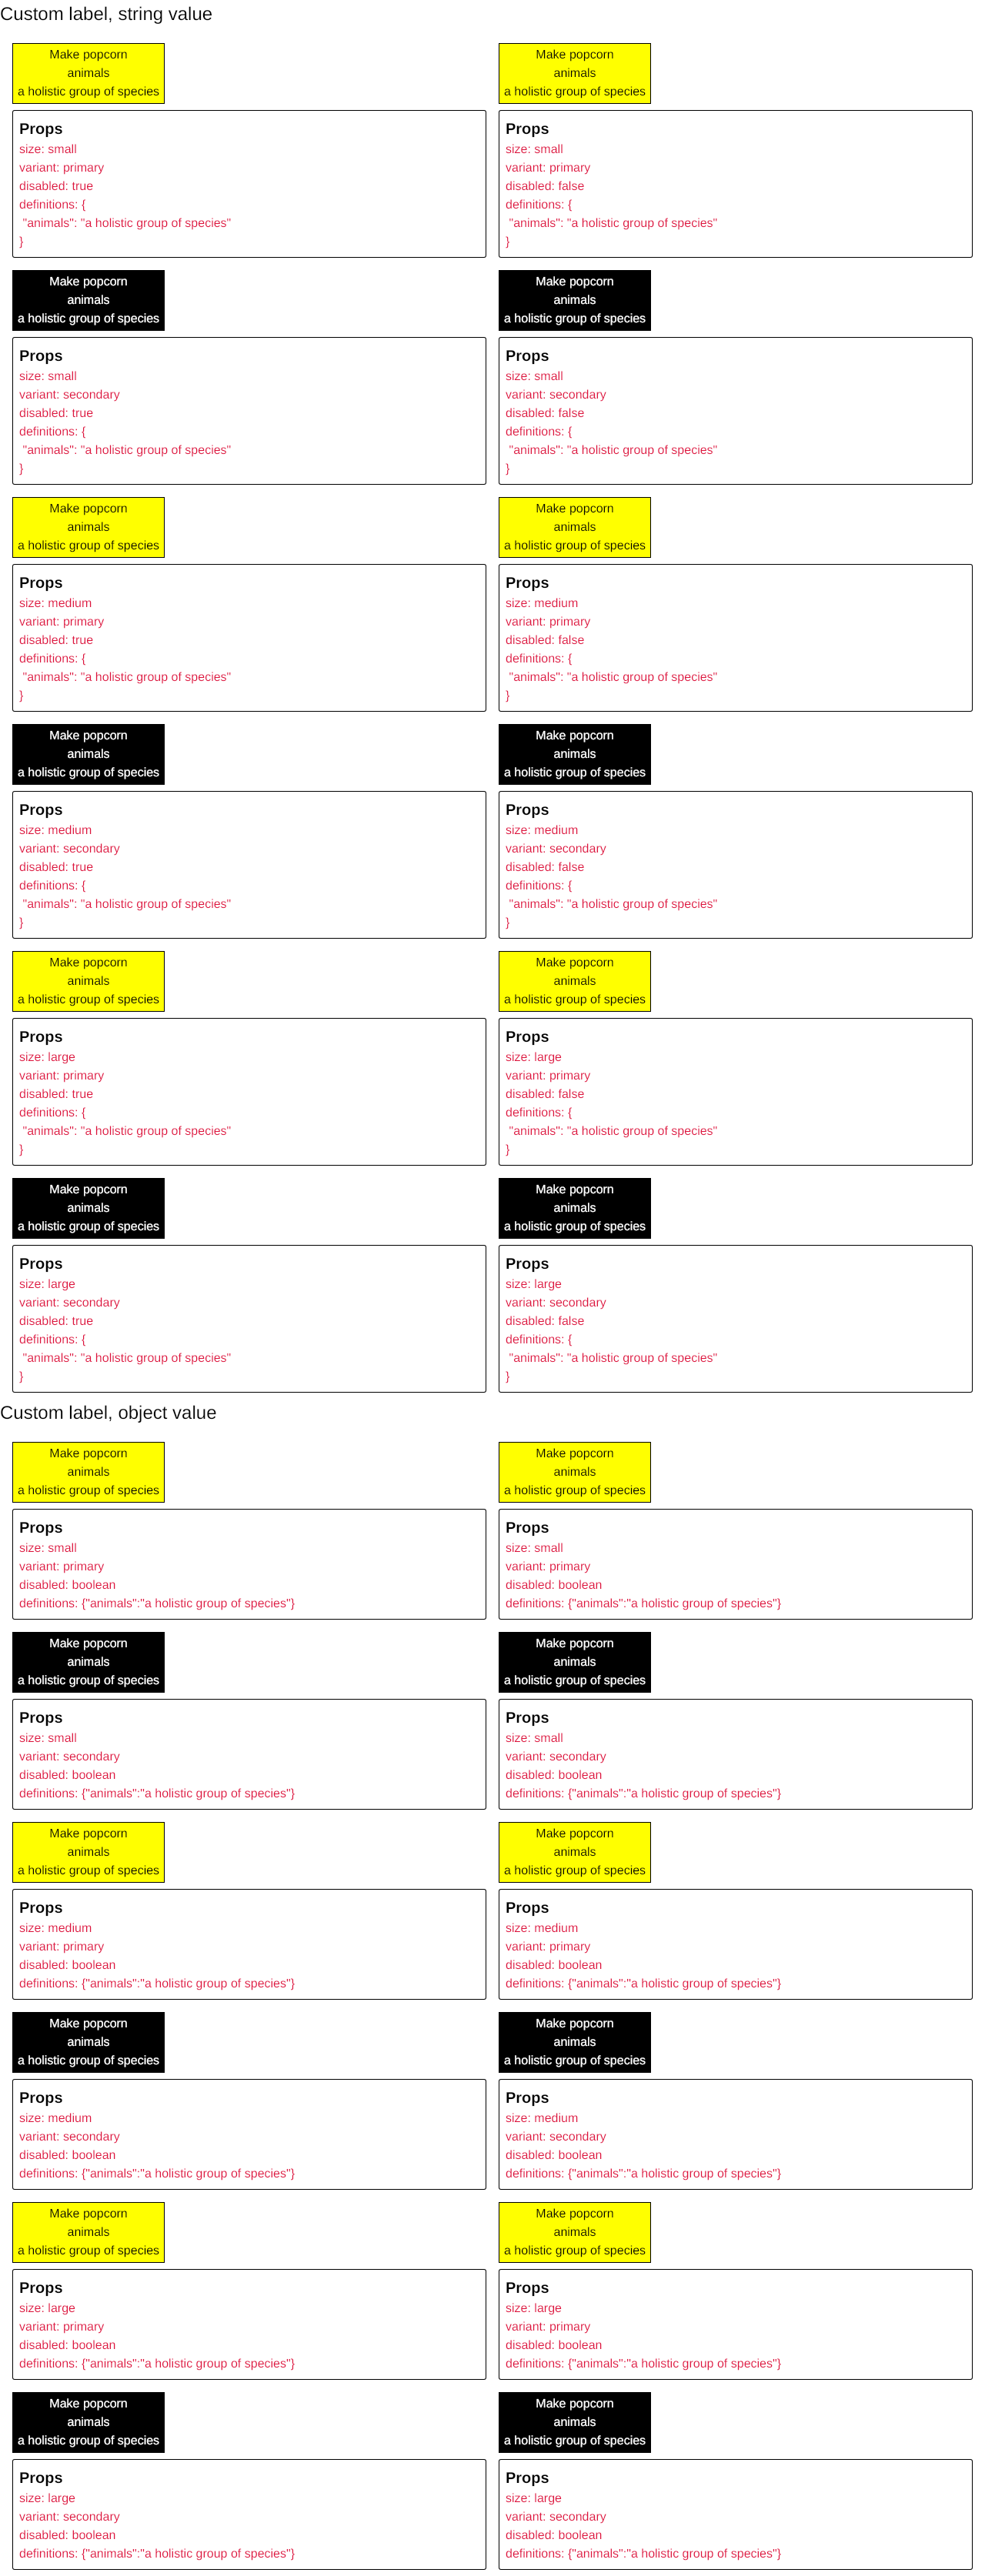 Custom label, string value
Make popcorn
animals
a holistic group of species
Props
size: small
variant: primary
disabled: true
definitions: {
"animals": "a holistic group of species"
}
Make popcorn
animals
a holistic group of species
Props
size: small
variant: primary
disabled: false
definitions: {
"animals": "a holistic group of species"
}
Make popcorn
animals
a holistic group of species
Props
size: small
variant: secondary
disabled: true
definitions: {
"animals": "a holistic group of species"
}
Make popcorn
animals
a holistic group of species
Props
size: small
variant: secondary
disabled: false
definitions: {
"animals": "a holistic group of species"
}
Make popcorn
animals
a holistic group of species
Props
size: medium
variant: primary
disabled: true
definitions: {
"animals": "a holistic group of species"
}
Make popcorn
animals
a holistic group of species
Props
size: medium
variant: primary
disabled: false
definitions: {
"animals": "a holistic group of species"
}
Make popcorn
animals
a holistic group of species
Props
size: medium
variant: secondary
disabled: true
definitions: {
"animals": "a holistic group of species"
}
Make popcorn
animals
a holistic group of species
Props
size: medium
variant: secondary
disabled: false
definitions: {
"animals": "a holistic group of species"
}
Make popcorn
animals
a holistic group of species
Props
size: large
variant: primary
disabled: true
definitions: {
"animals": "a holistic group of species"
}
Make popcorn
animals
a holistic group of species
Props
size: large
variant: primary
disabled: false
definitions: {
"animals": "a holistic group of species"
}
Make popcorn
animals
a holistic group of species
Props
size: large
variant: secondary
disabled: true
definitions: {
"animals": "a holistic group of species"
}
Make popcorn
animals
a holistic group of species
Props
size: large
variant: secondary
disabled: false
definitions: {
"animals": "a holistic group of species"
}
Custom label, object value
Make popcorn
animals
a holistic group of species
Props
size: small
variant: primary
disabled: boolean
definitions: {"animals":"a holistic group of species"}
Make popcorn
animals
a holistic group of species
Props
size: small
variant: primary
disabled: boolean
definitions: {"animals":"a holistic group of species"}
Make popcorn
animals
a holistic group of species
Props
size: small
variant: secondary
disabled: boolean
definitions: {"animals":"a holistic group of species"}
Make popcorn
animals
a holistic group of species
Props
size: small
variant: secondary
disabled: boolean
definitions: {"animals":"a holistic group of species"}
Make popcorn
animals
a holistic group of species
Props
size: medium
variant: primary
disabled: boolean
definitions: {"animals":"a holistic group of species"}
Make popcorn
animals
a holistic group of species
Props
size: medium
variant: primary
disabled: boolean
definitions: {"animals":"a holistic group of species"}
Make popcorn
animals
a holistic group of species
Props
size: medium
variant: secondary
disabled: boolean
definitions: {"animals":"a holistic group of species"}
Make popcorn
animals
a holistic group of species
Props
size: medium
variant: secondary
disabled: boolean
definitions: {"animals":"a holistic group of species"}
Make popcorn
animals
a holistic group of species
Props
size: large
variant: primary
disabled: boolean
definitions: {"animals":"a holistic group of species"}
Make popcorn
animals
a holistic group of species
Props
size: large
variant: primary
disabled: boolean
definitions: {"animals":"a holistic group of species"}
Make popcorn
animals
a holistic group of species
Props
size: large
variant: secondary
disabled: boolean
definitions: {"animals":"a holistic group of species"}
Make popcorn
animals
a holistic group of species
Props
size: large
variant: secondary
disabled: boolean
definitions: {"animals":"a holistic group of species"}